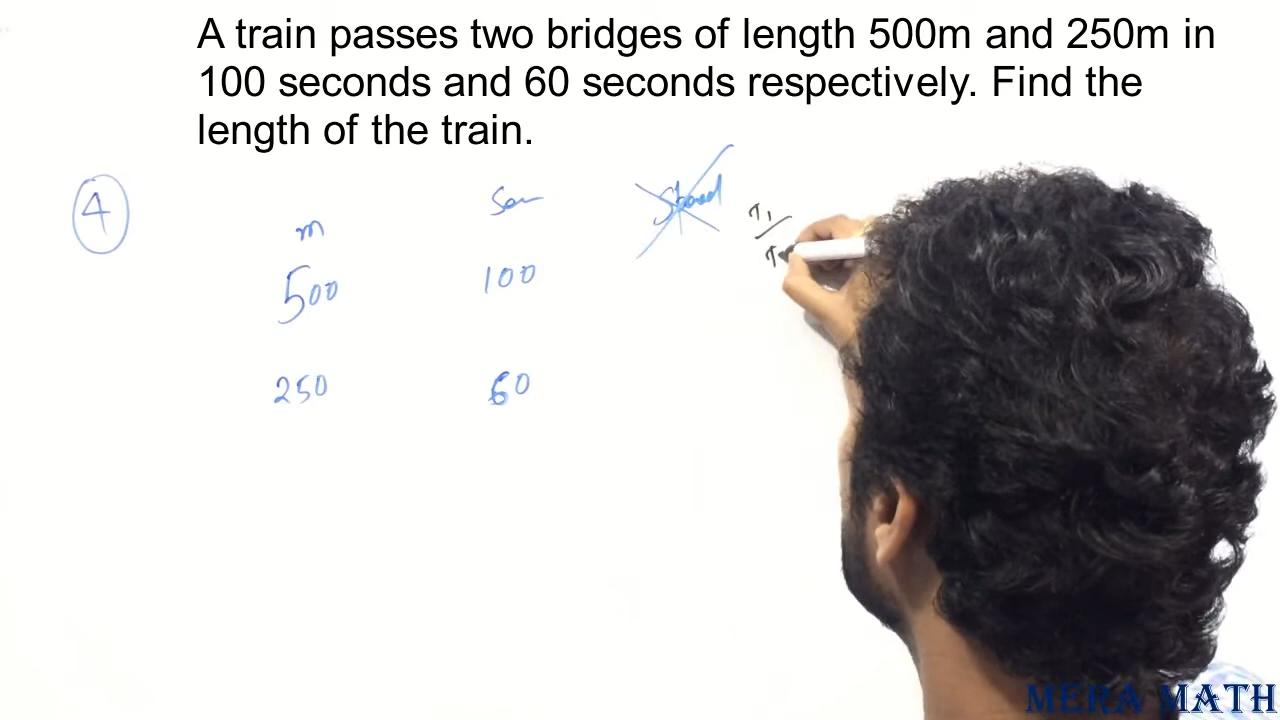 A train passes two bridges of length 500m and 250m in
100 seconds and 60 seconds respectively. Find the
length of the train.
4
m
Sec
500
100
250
60
T1
MERA MATH